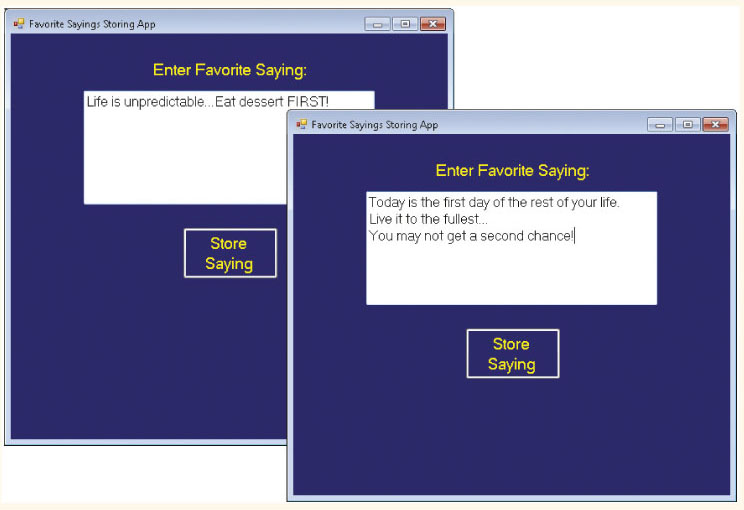 Favorite Sayings Storing App
Enter Favorite Saying:
Life is unpredictable...Eat dessert FIRST!
Store
Saying
Favorite Sayings Storing App
Enter Favorite Saying:
Today is the first day of the rest of your life.
Live it to the fullest...
You may not get a second chance!
Store
Saying